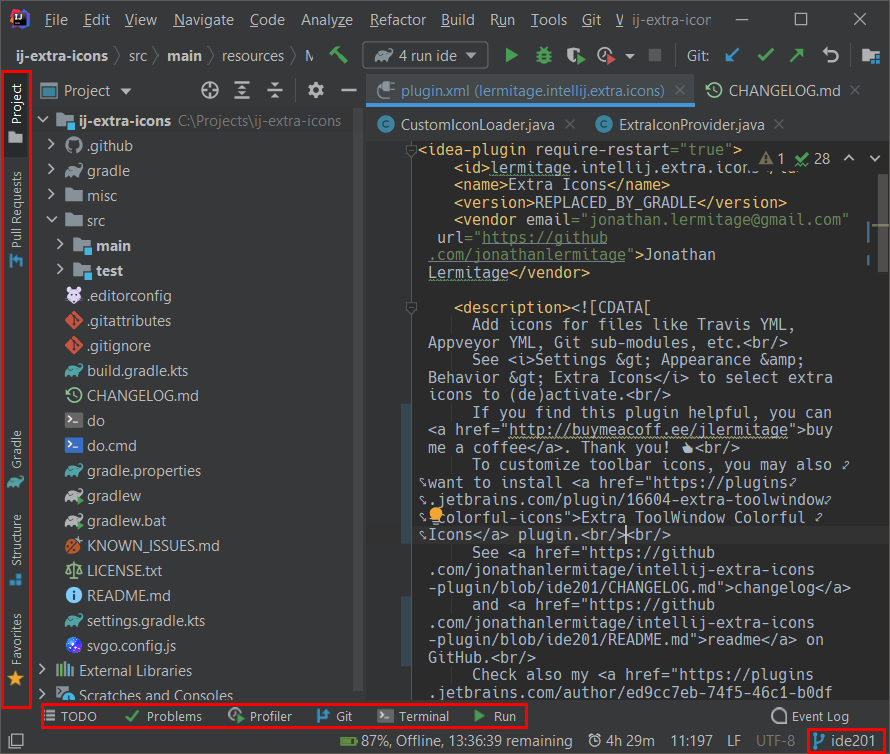 IJ File Edit View Navigate Code Analyze Refactor Build Run Tools Git ij-extra-icon
ij-extra-icons src main resources 4 run ide Git:
Project
Pull Requests
Gradle
Structure
Favorites
Project
ij-extra-icons C:\Projects\ij-extra-icons
.github
gradle
misc
src
main
test
.editorconfig
.gitattributes
.gitignore
build.gradle.kts
CHANGELOG.md
do
do.cmd
gradle.properties
gradlew
gradlew.bat
KNOWN_ISSUES.md
LICENSE.txt
README.md
settings.gradle.kts
svgo.config.js
External Libraries
Scratches and Consoles
plugin.xml (lermitage.intellij.extra.icons) CHANGELOG.md
CustomIconLoader.java ExtraIconProvider.java
1 28
<idea-plugin require-restart="true">
<id>lermitage.intellij.extra.icons
<name>Extra Icons</name>
<version>REPLACED_BY_GRADLE</version>
<vendor email="jonathan.lermitage@gmail.com"
url="https://github
.com/jonathanlermitage">Jonathan
Lermitage</vendor>
<description><![CDATA[
Add icons for files like Travis YML,
Appveyor YML, Git sub-modules, etc.<br/>
See <i>Settings &gt; Appearance &amp;
Behavior &gt; Extra Icons</i> to select extra
icons to (de)activate.<br/>
If you find this plugin helpful, you can
<a href="http://buymeacoff.ee/jlermitage">buy
me a coffee</a>. Thank you! <br/>
To customize toolbar icons, you may also
want to install <a href="https://plugins
.jetbrains.com/plugin/16604-extra-toolwindow
-colorful-icons">Extra ToolWindow Colorful
Icons</a> plugin.<br/><br/>
See <a href="https://github
.com/jonathanlermitage/intellij-extra-icons
-plugin/blob/ide201/CHANGELOG.md">changelog</a>
and <a href="https://github
.com/jonathanlermitage/intellij-extra-icons
-plugin/blob/ide201/README.md">readme</a> on
GitHub.<br/>
Check also my <a href="https://plugins
.jetbrains.com/author/ed9cc7eb-74f5-46c1-b0df
TODO Problems Profiler Git Terminal Run Event Log
87%, Offline, 13:36:39 remaining 4h 29m 11:197 LF UTF-8 ide201